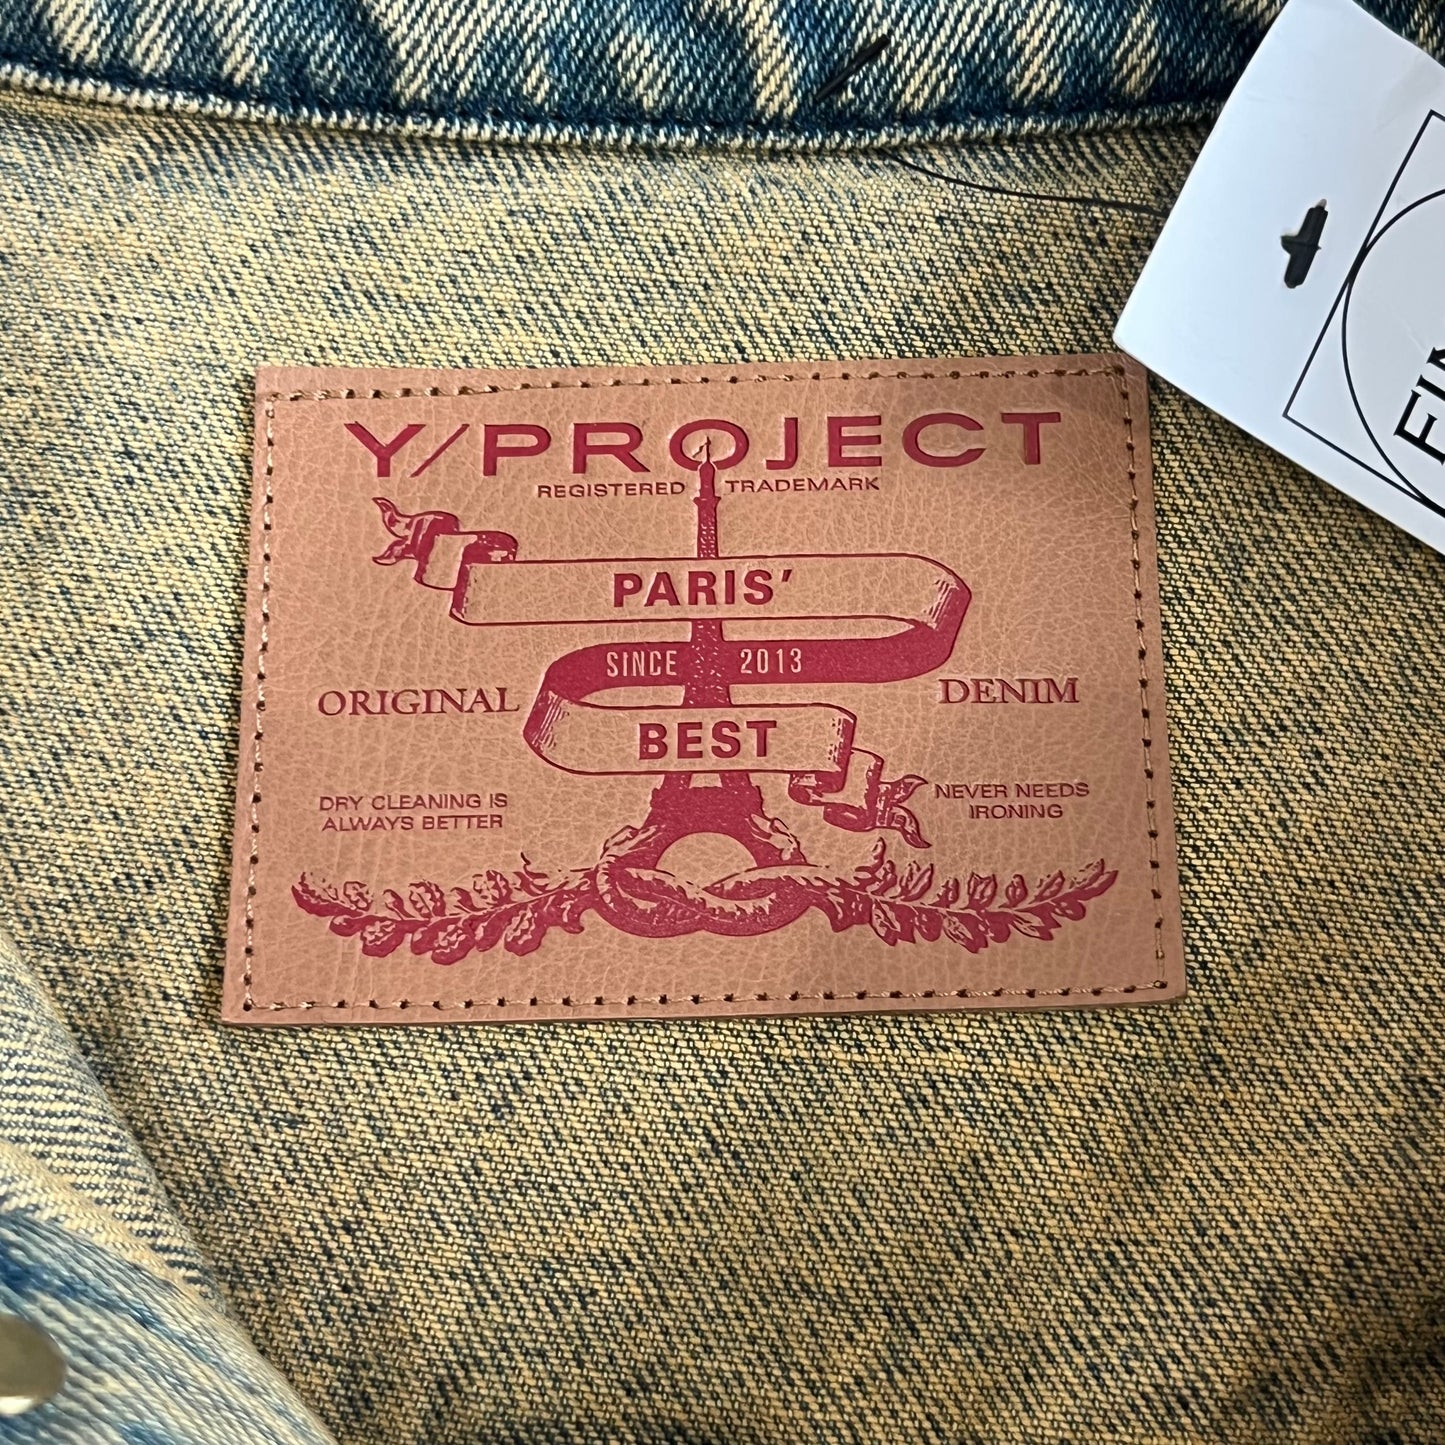 Y/PROJECT
REGISTERED TRADEMARK
PARIS'
SINCE 2013
ORIGINAL DENIM
BEST
DRY CLEANING IS
ALWAYS BETTER
NEVER NEEDS
IRONING